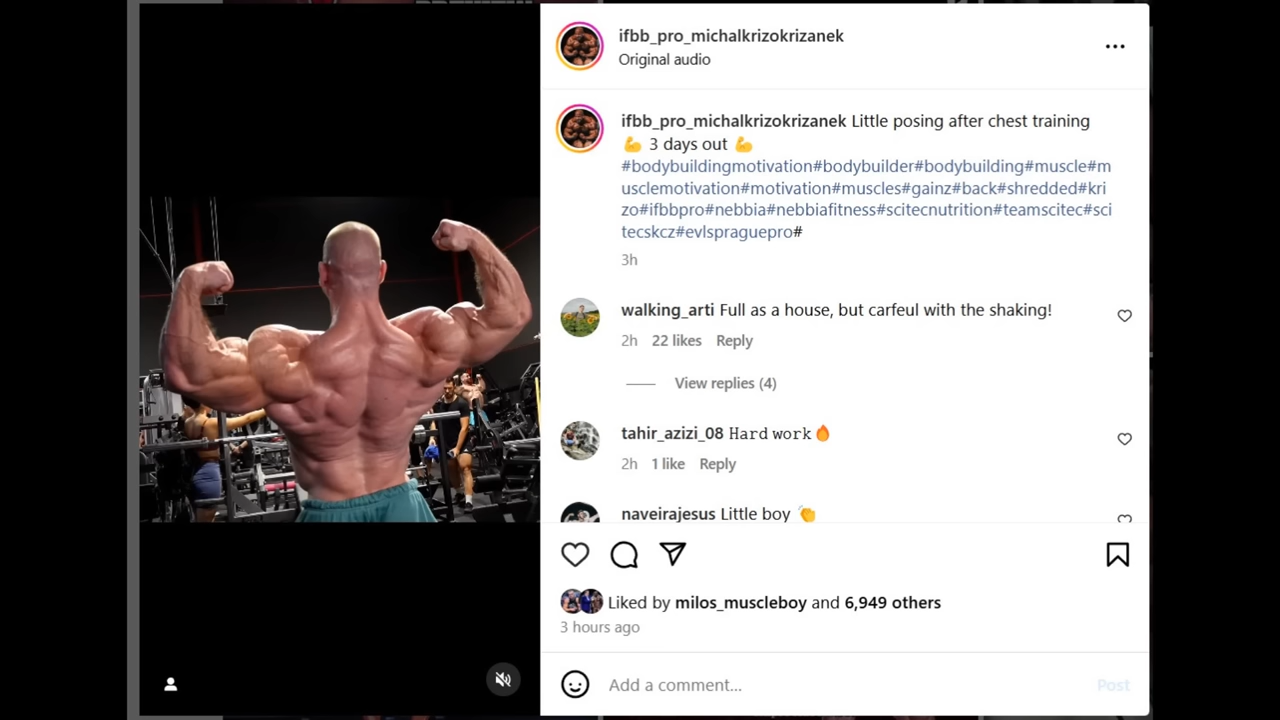 ifbb_pro_michalkrizokrizanek
Original audio
ifbb_pro_michalkrizokrizanek Little posing after chest training
💪 3 days out 💪
#bodybuildingmotivation#bodybuilder#bodybuilding#muscle#m
usclemotivation#motivation#muscles#gainz#back#shredded#kri
zo#ifbbpro#nebbia#nebbiafitness#scitecnutrition#teamscitec#sci
tecskcz#evlspraguepro#
3h
walking_arti Full as a house, but carfeul with the shaking!
2h 22 likes Reply
View replies (4)
tahir_azizi_08 Hard work🔥
2h 1 like Reply
naveirajesus Little boy 👏
Liked by milos_muscleboy and 6,949 others
3 hours ago
Add a comment...
Post